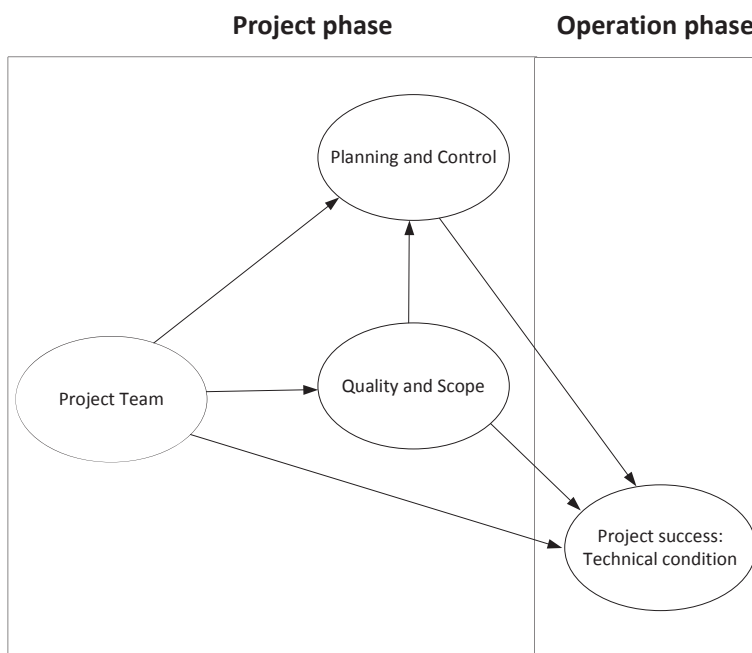 Project phase
Operation phase
Planning and Control
Project Team
Quality and Scope
Project success:
Technical condition